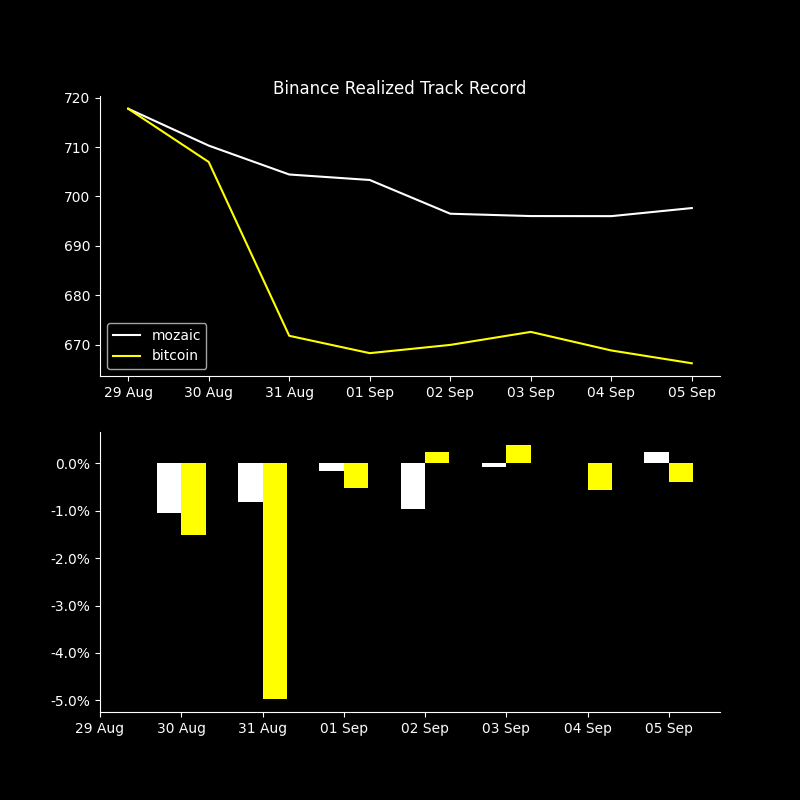 Binance Realized Track Record
720
710
700
690
680
670
mozaic
bitcoin
29 Aug 30 Aug 31 Aug 01 Sep 02 Sep 03 Sep 04 Sep 05 Sep
0.0%
-1.0%
-2.0%
-3.0%
-4.0%
-5.0%
29 Aug 30 Aug 31 Aug 01 Sep 02 Sep 03 Sep 04 Sep 05 Sep